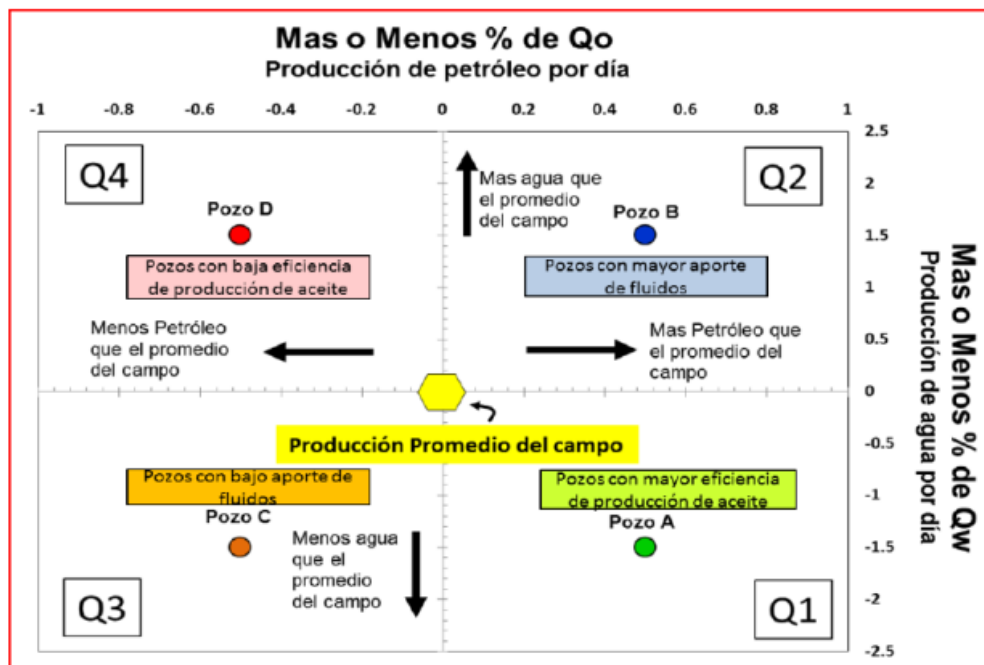 Mas o Menos % de Qo
Producción de petróleo por día
-1 -0.8 -0.6 -0.4 -0.2 0 0.2 0.4 0.6 0.8 1
2.5
Q4
Q2
Mas agua que
el promedio
del campo
2
Pozo D
Pozo B
1.5
Pozos con baja eficiencia
de producción de aceite
Pozos con mayor aporte
de fluidos
1
Menos Petróleo
que el promedio
del campo
Mas Petróleo que
el promedio del
campo
0.5
0
Producción Promedio del campo
-0.5
Pozos con bajo aporte de
fluidos
Pozos con mayor eficiencia
de producción de aceite
-1
Pozo C
Pozo A
-1.5
Menos agua
que el
promedio
del campo
Q3
Q1
-2
-2.5
Mas o Menos % de Qw
Producción de agua por día